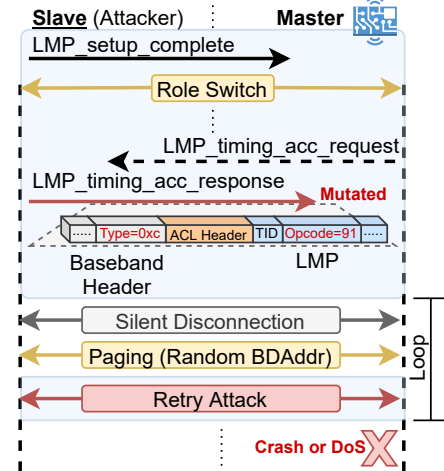 Slave (Attacker) Master
LMP_setup_complete
Role Switch
LMP_timing_acc_request
LMP_timing_acc_response
Mutated
..... Type=0xc ACL Header TID Opcode=91 .....
Baseband Header
LMP
Silent Disconnection
Paging (Random BDAddr)
Retry Attack
Loop
Crash or DoS